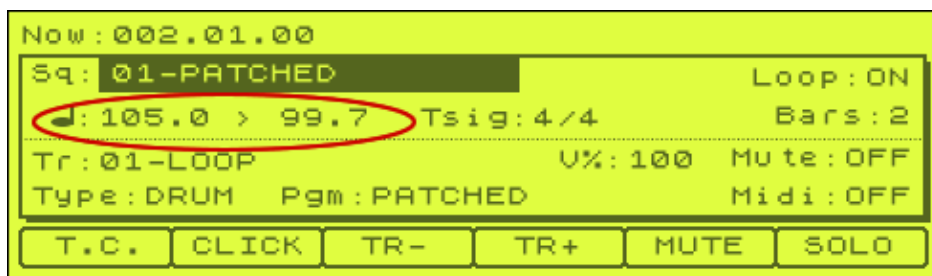 Now:002.01.00
Sq: 01-PATCHED Loop:ON
♩:105.0 > 99.7 Tsig:4/4 Bars:2
Tr:01-LOOP V%:100 Mute:OFF
Type:DRUM Pgm:PATCHED Midi:OFF
T.C. CLICK TR- TR+ MUTE SOLO